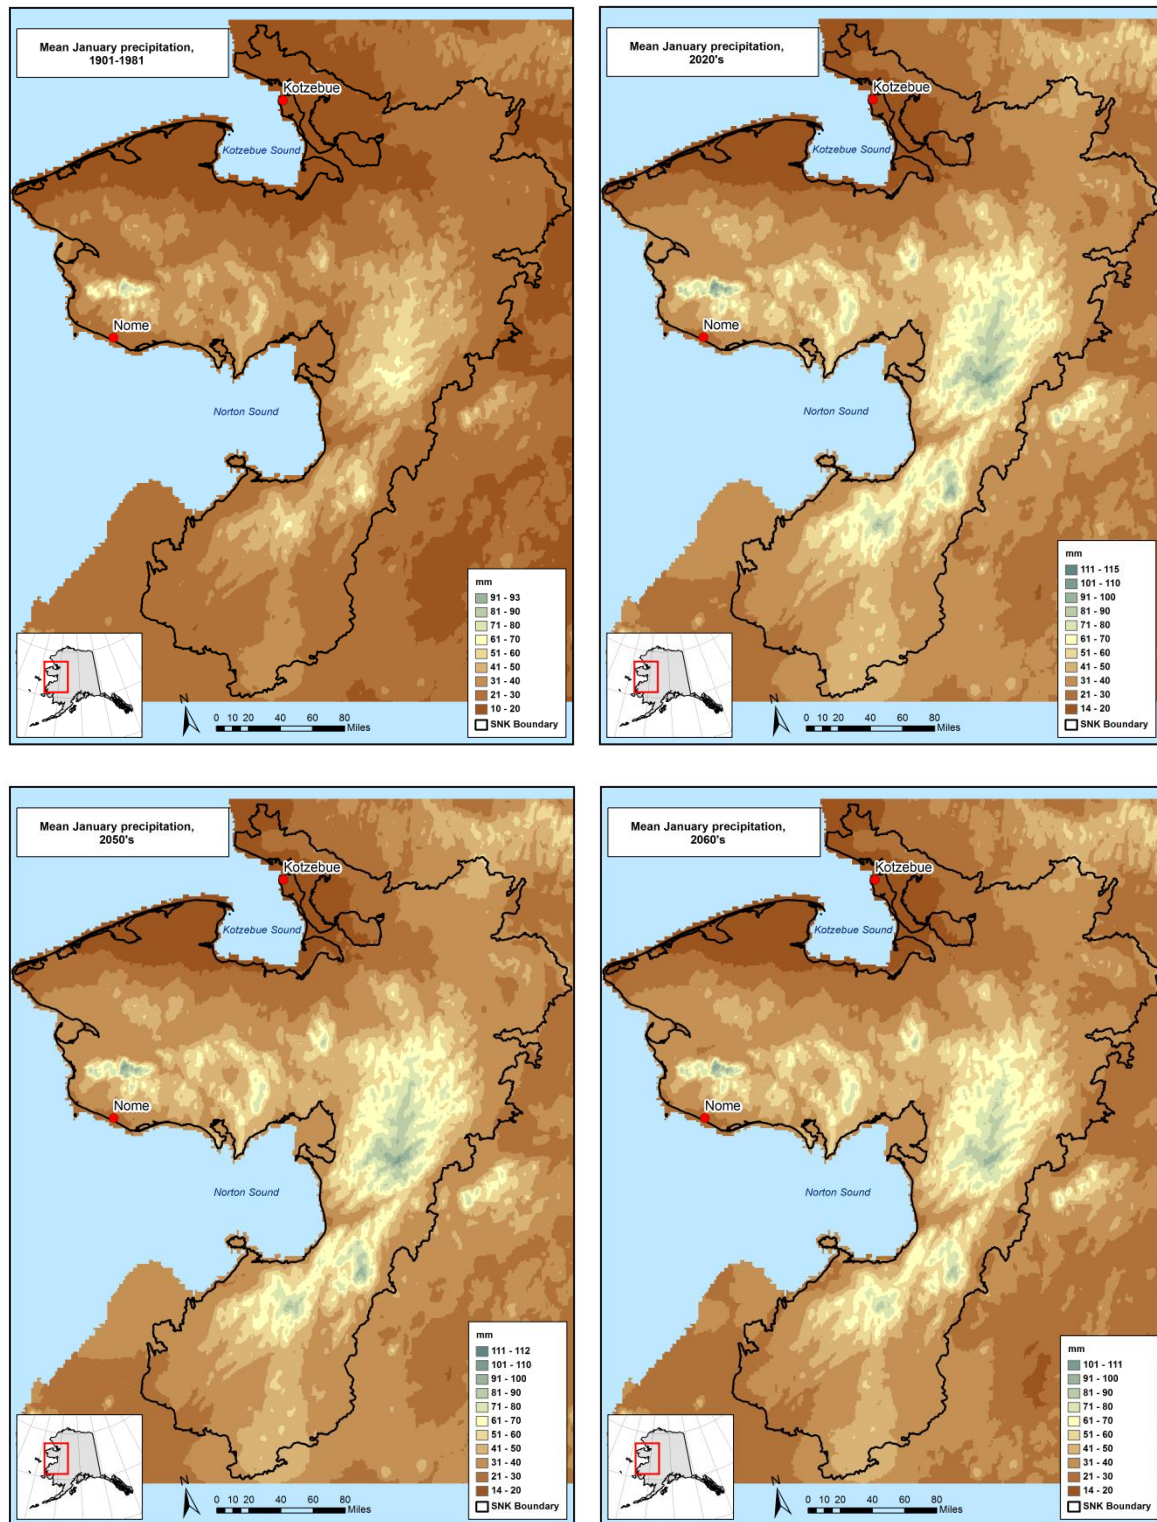 Mean January precipitation,
1901-1981
Kotzebue
Kotzebue Sound
Nome
Norton Sound
mm
91 - 93
81 - 90
71 - 80
61 - 70
51 - 60
41 - 50
31 - 40
21 - 30
10 - 20
SNK Boundary
N
0 10 20 40 60 80
Miles
Mean January precipitation,
2020's
Kotzebue
Kotzebue Sound
Nome
Norton Sound
mm
111 - 115
101 - 110
91 - 100
81 - 90
71 - 80
61 - 70
51 - 60
41 - 50
31 - 40
21 - 30
14 - 20
SNK Boundary
N
0 10 20 40 60 80
Miles
Mean January precipitation,
2050's
Kotzebue
Kotzebue Sound
Nome
Norton Sound
mm
111 - 112
101 - 110
91 - 100
81 - 90
71 - 80
61 - 70
51 - 60
41 - 50
31 - 40
21 - 30
14 - 20
SNK Boundary
N
0 10 20 40 60 80
Miles
Mean January precipitation,
2060's
Kotzebue
Kotzebue Sound
Nome
Norton Sound
mm
101 - 111
91 - 100
81 - 90
71 - 80
61 - 70
51 - 60
41 - 50
31 - 40
21 - 30
14 - 20
SNK Boundary
N
0 10 20 40 60 80
Miles